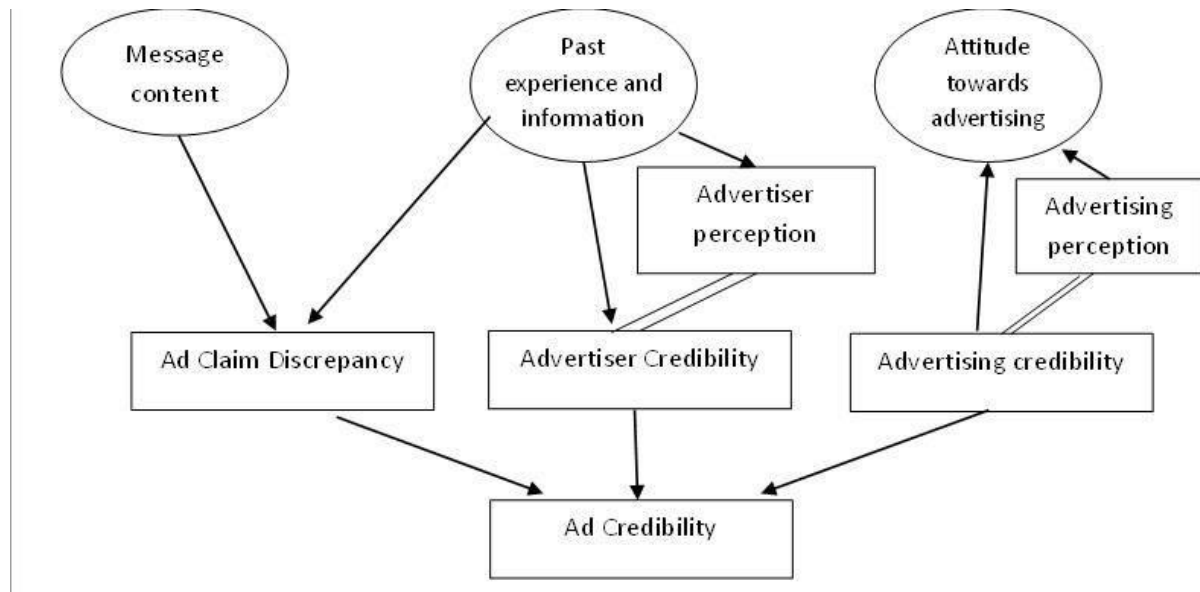 Message
content
Past
experience and
information
Attitude
towards
advertising
Advertiser
perception
Advertising
perception
Ad Claim Discrepancy
Advertiser Credibility
Advertising credibility
Ad Credibility